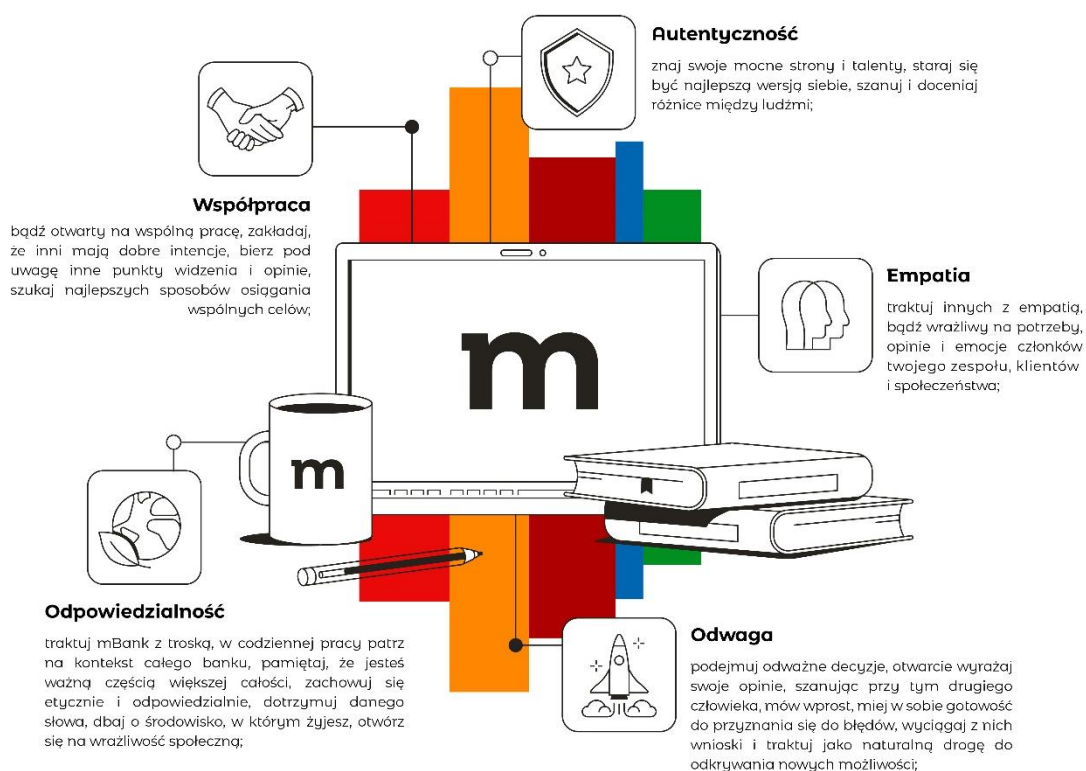 Autentyczność
znaj swoje mocne strony i talenty, staraj się
być najlepszą wersją siebie, szanuj i doceniaj
różnice między ludźmi;
Współpraca
bądź otwarty na wspólną pracę, zakładaj,
że inni mają dobre intencje, bierz pod
uwagę inne punkty widzenia i opinie,
szukaj najlepszych sposobów osiągania
wspólnych celów;
Empatia
traktuj innych z empatią,
bądź wrażliwy na potrzeby,
opinie i emocje członków
twojego zespołu, klientów
i społeczeństwa;
m
m
Odpowiedzialność
traktuj mBank z troską, w codziennej pracy patrz
na kontekst całego banku, pamiętaj, że jesteś
ważną częścią większej całości, zachowuj się
etycznie i odpowiedzialnie, dotrzymuj danego
słowa, dbaj o środowisko, w którym żyjesz, otwórz
się na wrażliwość społeczną;
Odwaga
podejmuj odważne decyzje, otwarcie wyrażaj
swoje opinie, szanując przy tym drugiego
człowieka, mów wprost, miej w sobie gotowość
do przyznania się do błędów, wyciągaj z nich
wnioski i traktuj jako naturalną drogę do
odkrywania nowych możliwości;